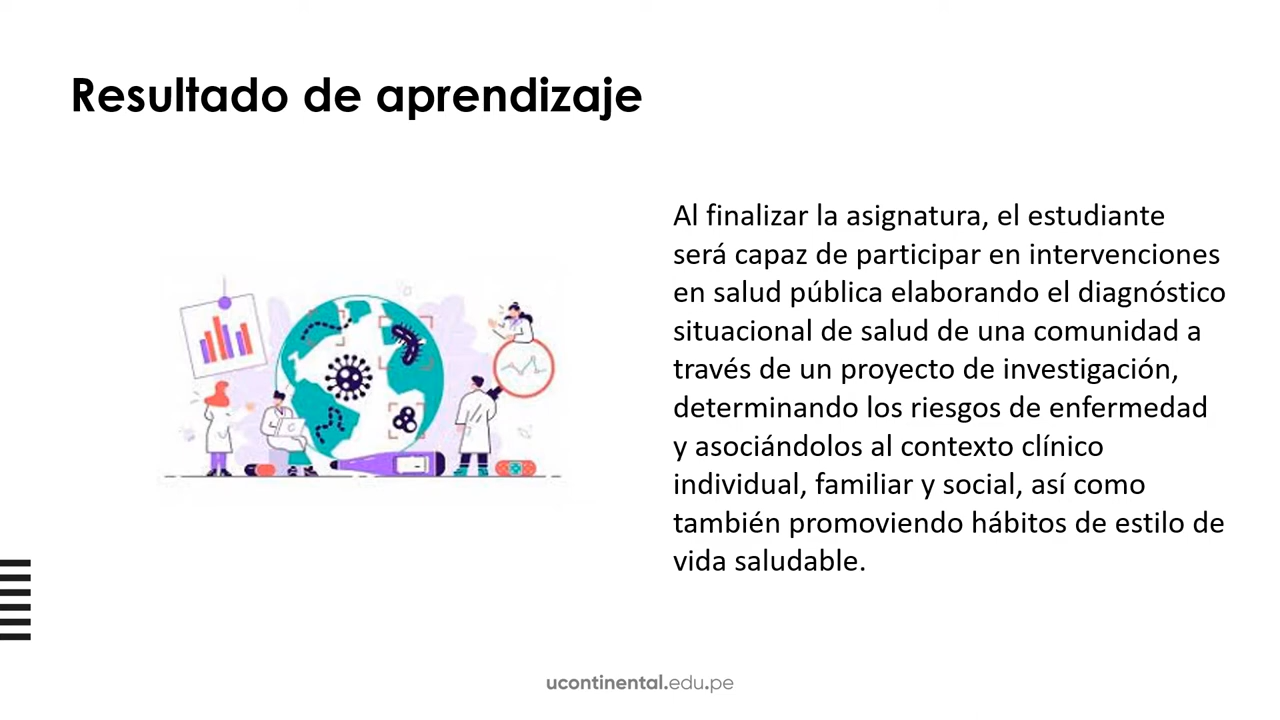 Resultado de aprendizaje
Al finalizar la asignatura, el estudiante
será capaz de participar en intervenciones
en salud pública elaborando el diagnóstico
situacional de salud de una comunidad a
través de un proyecto de investigación,
determinando los riesgos de enfermedad
y asociándolos al contexto clínico
individual, familiar y social, así como
también promoviendo hábitos de estilo de
vida saludable.
ucontinental.edu.pe